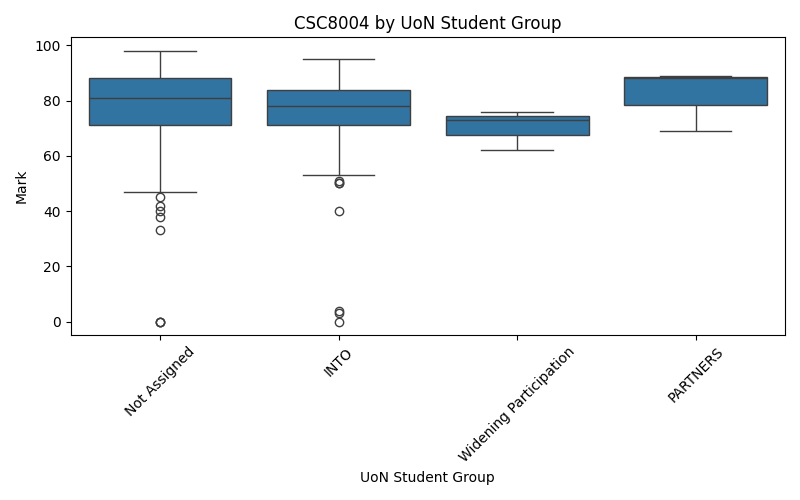 CSC8004 by UoN Student Group
Mark
100
80
60
40
20
0
Not Assigned
INTO
Widening Participation
PARTNERS
UoN Student Group